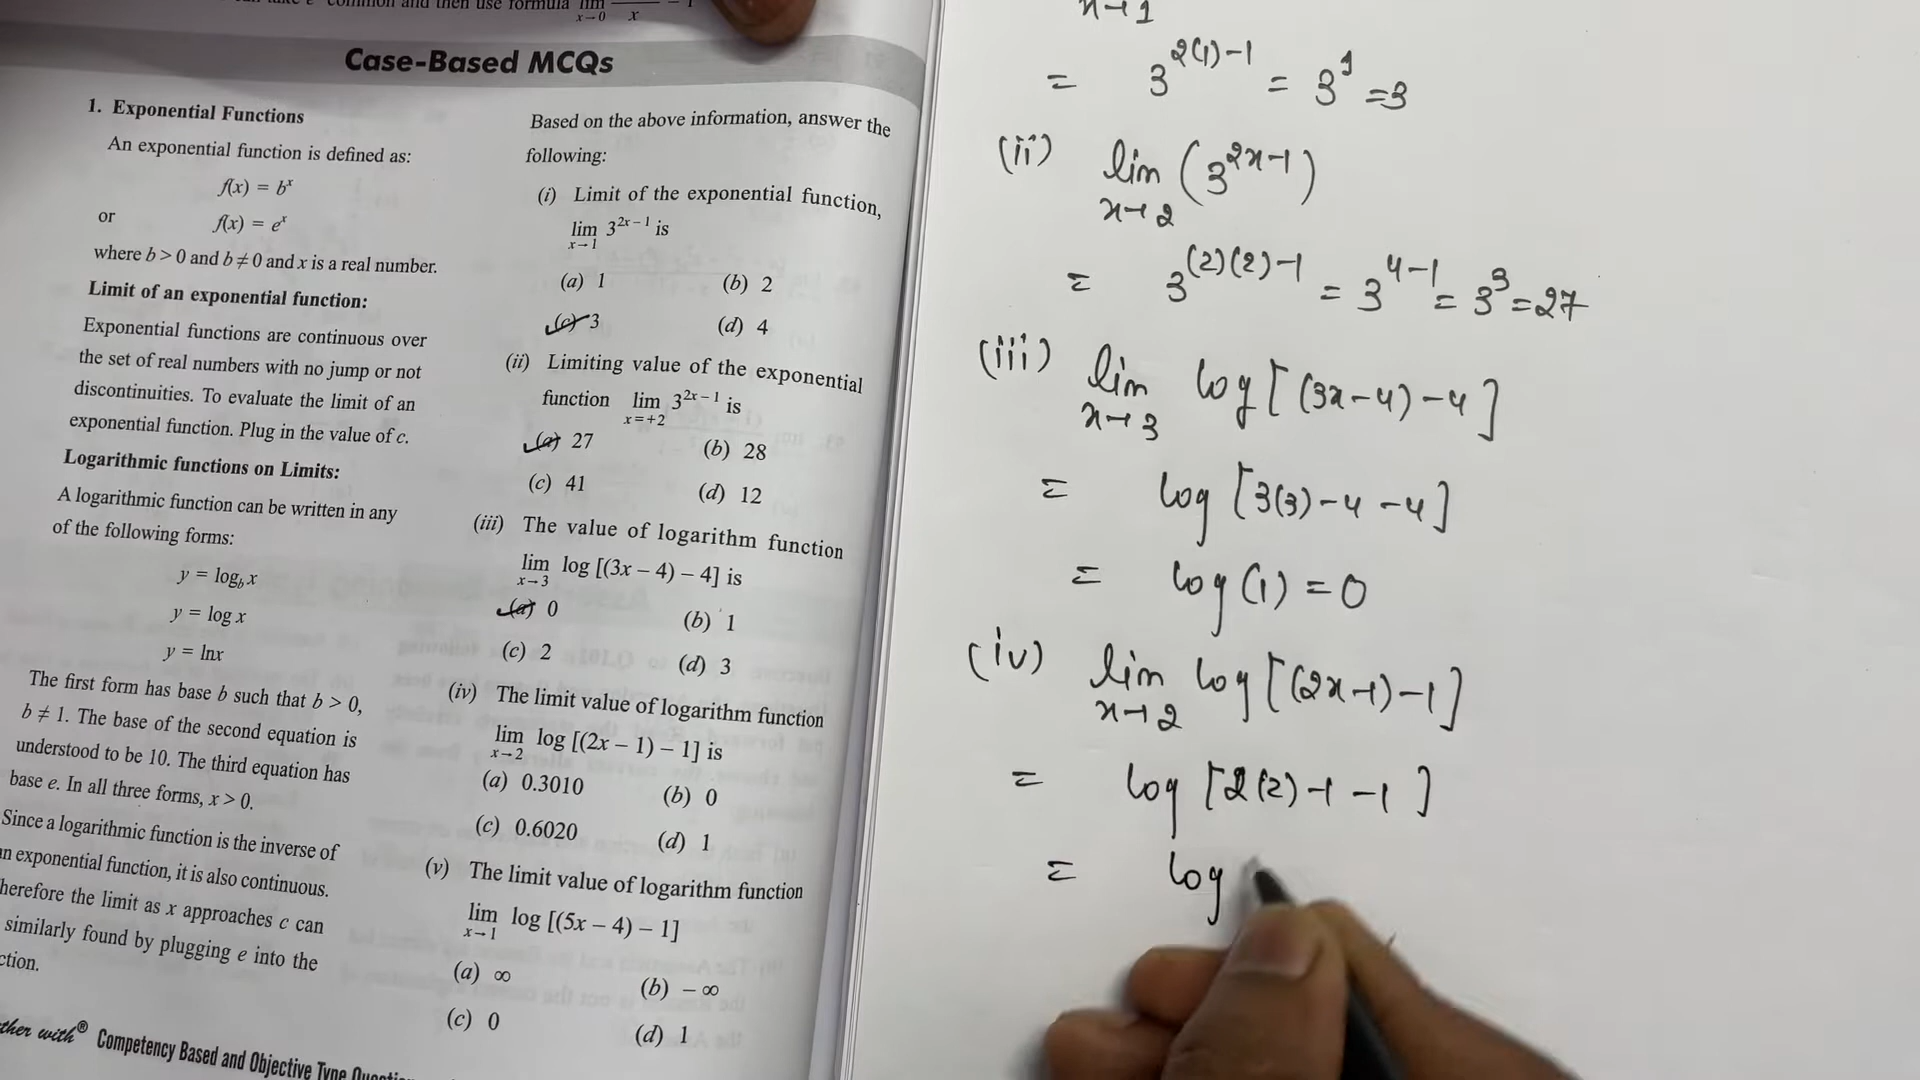 common and then use formula lim
x→0 x
Case-Based MCQs
1. Exponential Functions
An exponential function is defined as:
f(x) = bˣ
or f(x) = eˣ
where b > 0 and b ≠ 0 and x is a real number.
Limit of an exponential function:
Exponential functions are continuous over
the set of real numbers with no jump or not
discontinuities. To evaluate the limit of an
exponential function. Plug in the value of c.
Logarithmic functions on Limits:
A logarithmic function can be written in any
of the following forms:
y = log_b x
y = log x
y = lnx
The first form has base b such that b > 0,
b ≠ 1. The base of the second equation is
understood to be 10. The third equation has
base e. In all three forms, x > 0.
Since a logarithmic function is the inverse of
an exponential function, it is also continuous.
herefore the limit as x approaches c can
similarly found by plugging e into the
ction.
ther with® Competency Based and Objective Type
Based on the above information, answer the
following:
(i) Limit of the exponential function,
lim 3^(2x – 1) is
x→1
(a) 1 (b) 2
(c) 3 (d) 4
(ii) Limiting value of the exponential
function lim 3^(2x – 1) is
x=+2
(a) 27 (b) 28
(c) 41 (d) 12
(iii) The value of logarithm function
lim log [(3x – 4) – 4] is
x→3
(a) 0 (b) 1
(c) 2 (d) 3
(iv) The limit value of logarithm function
lim log [(2x – 1) – 1] is
x→2
(a) 0.3010 (b) 0
(c) 0.6020 (d) 1
(v) The limit value of logarithm function
lim log [(5x – 4) – 1]
x→1
(a) ∞ (b) – ∞
(c) 0 (d) 1
x→1
= 3^(2(1)-1) = 3^1 = 3
(ii) lim (3^(2x-1))
x→2
= 3^((2)(2)-1) = 3^(4-1) = 3^3 = 27
(iii) lim log [(3x-4)-4]
x→3
= log [3(3)-4-4]
= log (1) = 0
(iv) lim log [(2x-1)-1]
x→2
= log [2(2)-1-1]
= log